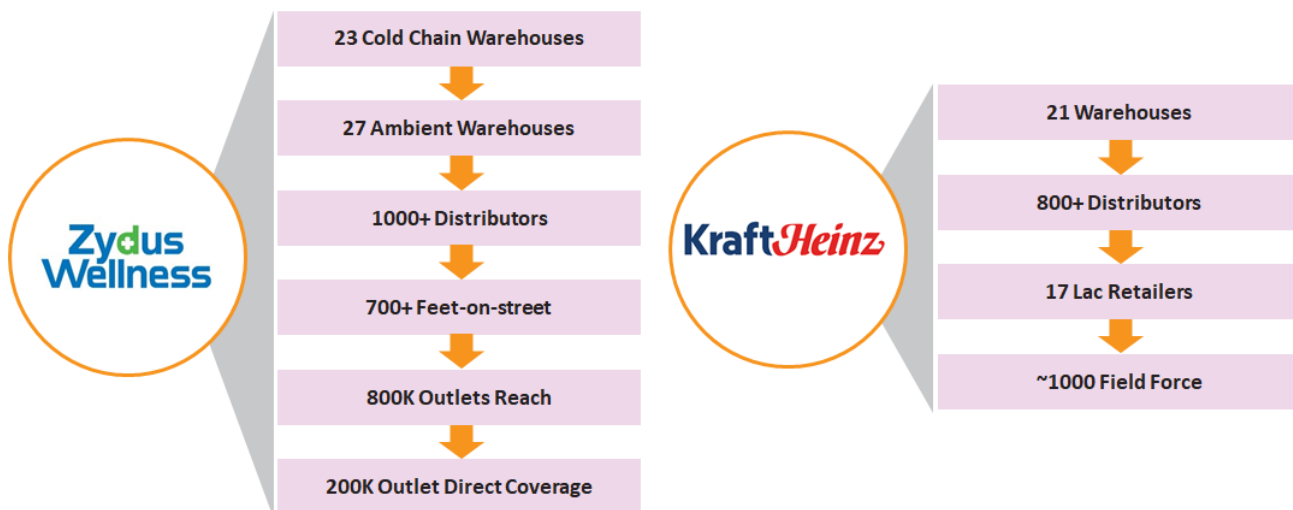 Zydus
Wellness
23 Cold Chain Warehouses
27 Ambient Warehouses
1000+ Distributors
700+ Feet-on-street
800K Outlets Reach
200K Outlet Direct Coverage
KraftHeinz
21 Warehouses
800+ Distributors
17 Lac Retailers
~1000 Field Force